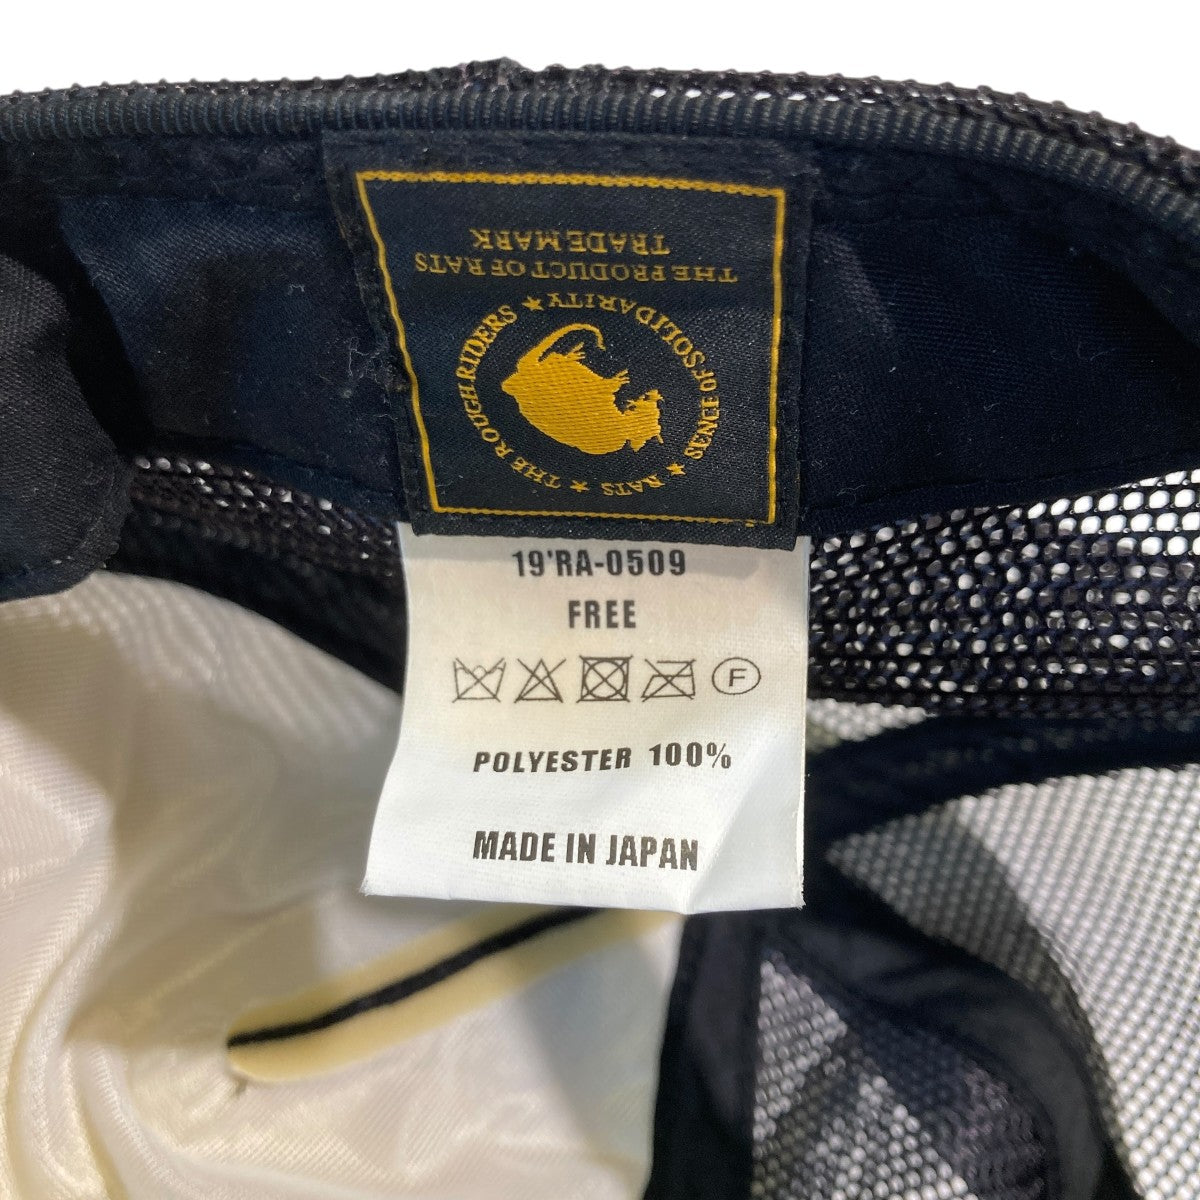 THE ROUGH RIDERS ★ SENCE OF SOLIDARITY ★ RATS ★
THE PRODUCT OF RATS
TRADE MARK
19'RA-0509
FREE
F
POLYESTER 100%
MADE IN JAPAN